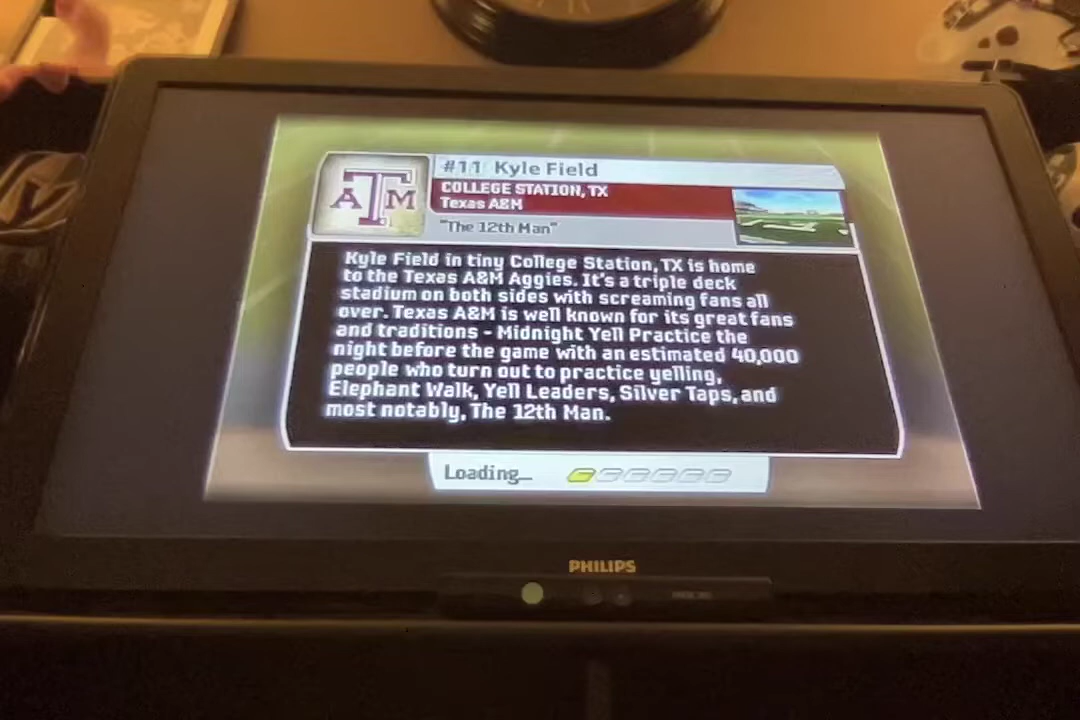 #11 Kyle Field
COLLEGE STATION, TX
Texas A&M
ATM
"The 12th Man"
Kyle Field in tiny College Station, TX is home
to the Texas A&M Aggies. It's a triple deck
stadium on both sides with screaming fans all
over. Texas A&M is well known for its great fans
and traditions - Midnight Yell Practice the
night before the game with an estimated 40,000
people who turn out to practice yelling,
Elephant Walk, Yell Leaders, Silver Taps, and
most notably, The 12th Man.
Loading...
PHILIPS